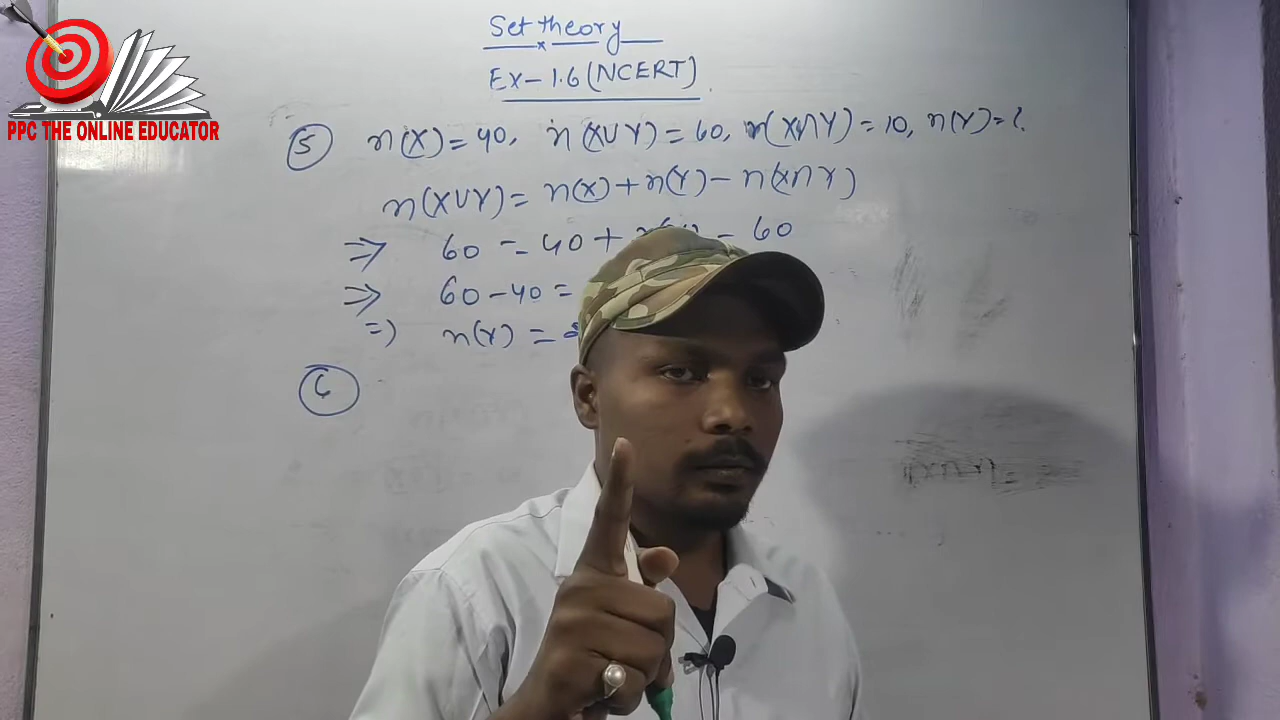 PPC THE ONLINE EDUCATOR
Set theory
EX-1.6 (NCERT)
5 n(X) = 40, n(X∪Y) = 60, n(X∩Y) = 10, n(Y) = ?.
n(X∪Y) = n(X) + n(Y) - n(X∩Y)
⇒ 60 = 40 + - 60
⇒ 60 - 40 =
⇒ n(Y) =
6